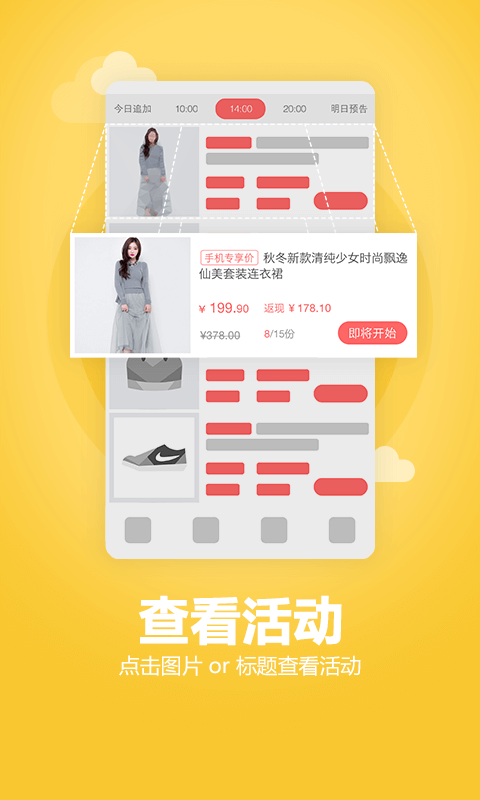 今日追加 10:00 14:00 20:00 明日预告
手机专享价 秋冬新款清纯少女时尚飘逸
仙美套装连衣裙
¥ 199.90 返现 ¥ 178.10
¥378.00 8/15份 即将开始
查看活动
点击图片 or 标题查看活动